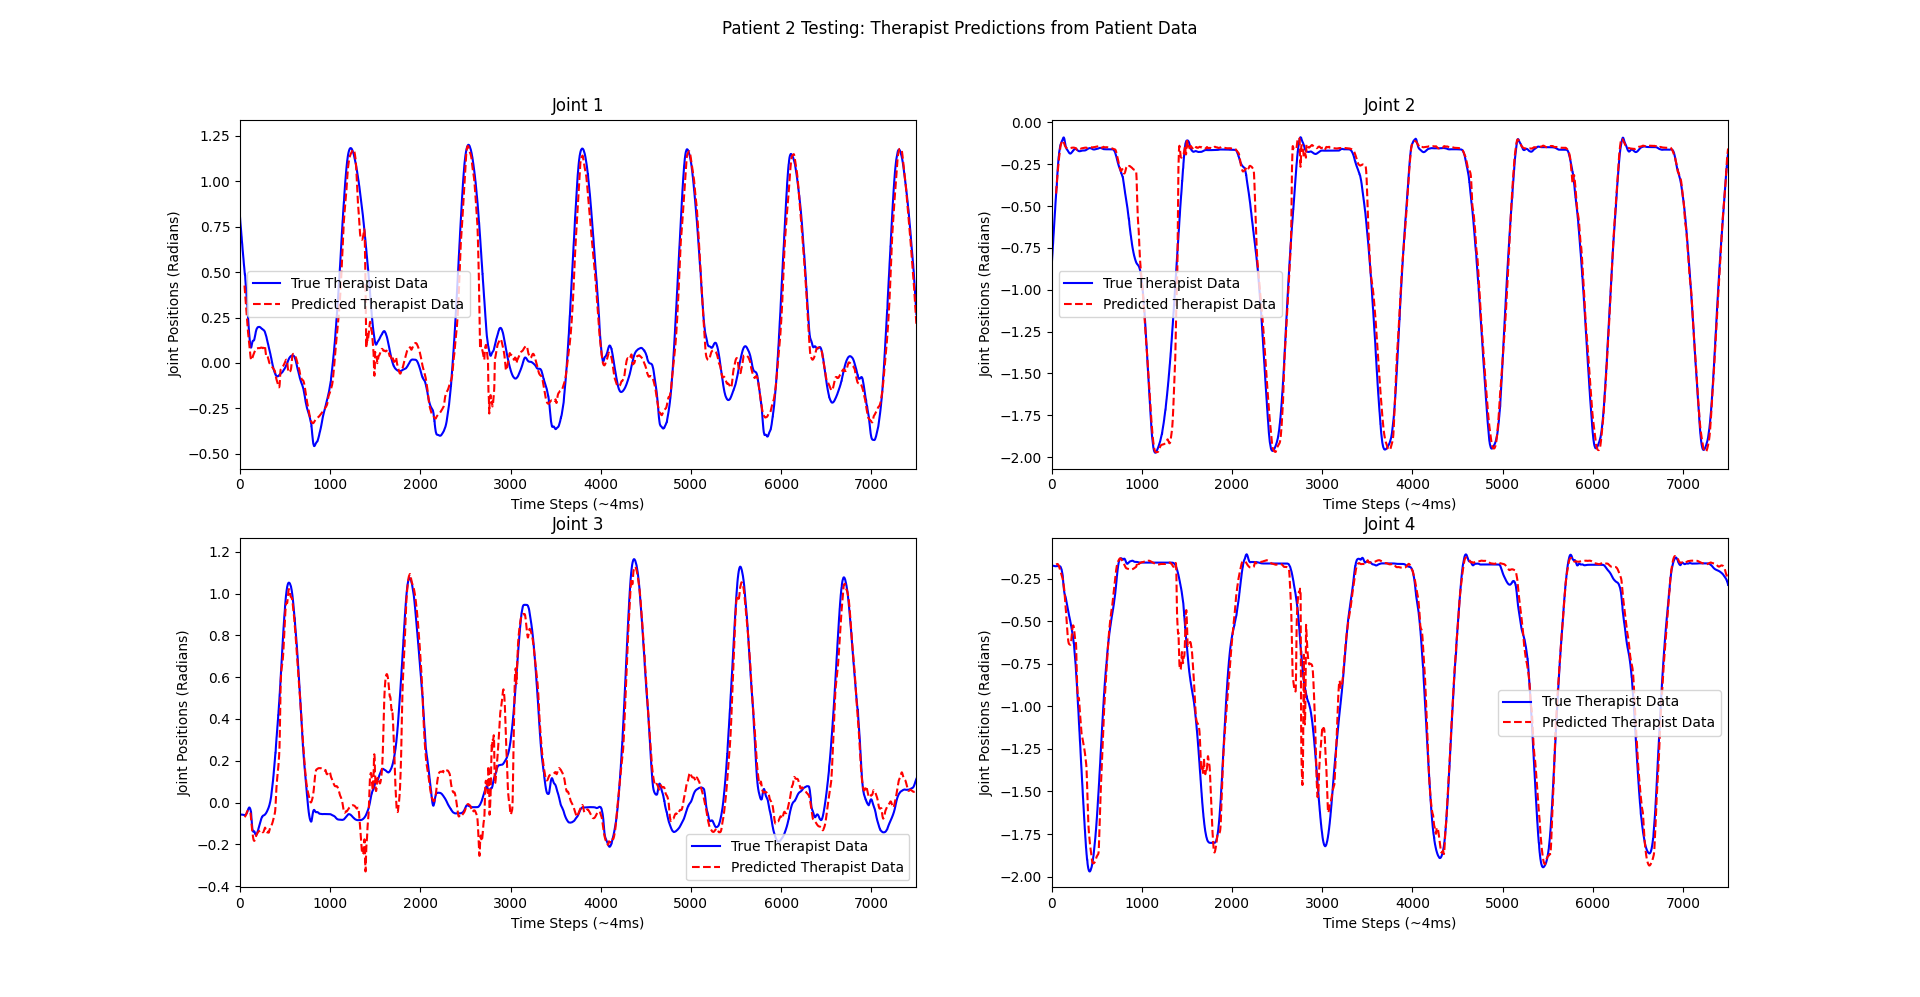 Patient 2 Testing: Therapist Predictions from Patient Data
Joint 1
Joint Positions (Radians)
1.25
1.00
0.75
0.50
0.25
0.00
−0.25
−0.50
True Therapist Data
Predicted Therapist Data
0 1000 2000 3000 4000 5000 6000 7000
Time Steps (~4ms)
Joint 2
Joint Positions (Radians)
0.00
−0.25
−0.50
−0.75
−1.00
−1.25
−1.50
−1.75
−2.00
True Therapist Data
Predicted Therapist Data
0 1000 2000 3000 4000 5000 6000 7000
Time Steps (~4ms)
Joint 3
Joint Positions (Radians)
1.2
1.0
0.8
0.6
0.4
0.2
0.0
−0.2
−0.4
True Therapist Data
Predicted Therapist Data
0 1000 2000 3000 4000 5000 6000 7000
Time Steps (~4ms)
Joint 4
Joint Positions (Radians)
−0.25
−0.50
−0.75
−1.00
−1.25
−1.50
−1.75
−2.00
True Therapist Data
Predicted Therapist Data
0 1000 2000 3000 4000 5000 6000 7000
Time Steps (~4ms)